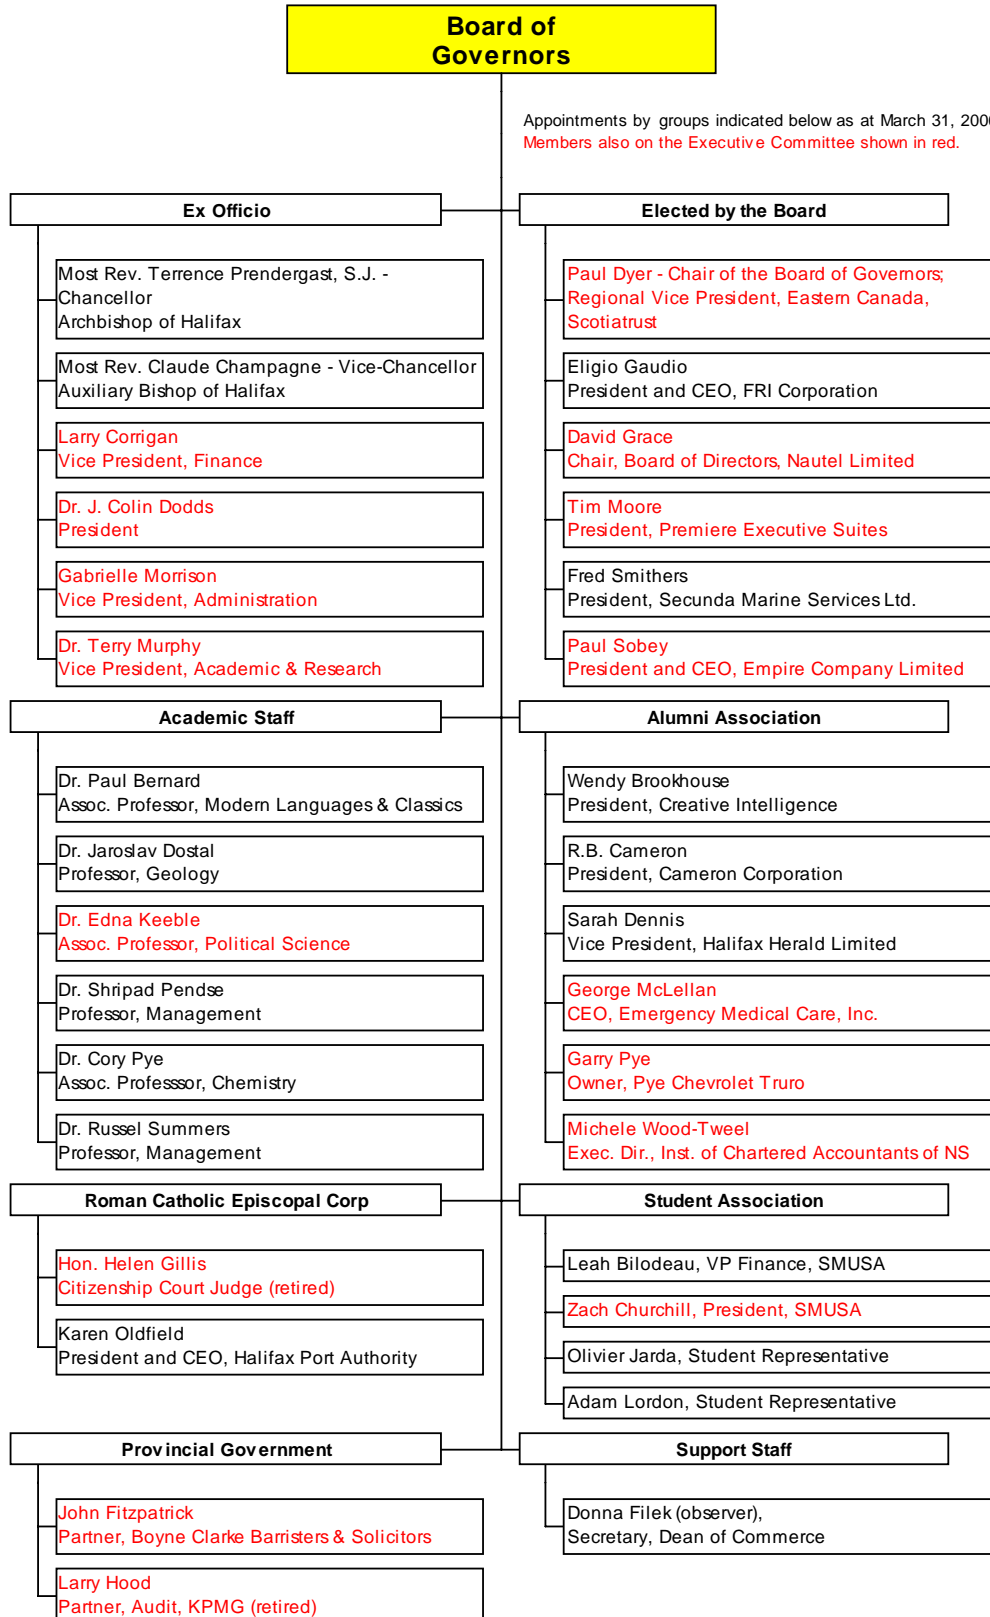 Board of
Governors
Appointments by groups indicated below as at March 31, 2006
Members also on the Executive Committee shown in red.
Ex Officio
Most Rev. Terrence Prendergast, S.J. -
Chancellor
Archbishop of Halifax
Most Rev. Claude Champagne - Vice-Chancellor
Auxiliary Bishop of Halifax
Larry Corrigan
Vice President, Finance
Dr. J. Colin Dodds
President
Gabrielle Morrison
Vice President, Administration
Dr. Terry Murphy
Vice President, Academic & Research
Elected by the Board
Paul Dyer - Chair of the Board of Governors;
Regional Vice President, Eastern Canada,
Scotiatrust
Eligio Gaudio
President and CEO, FRI Corporation
David Grace
Chair, Board of Directors, Nautel Limited
Tim Moore
President, Premiere Executive Suites
Fred Smithers
President, Secunda Marine Services Ltd.
Paul Sobey
President and CEO, Empire Company Limited
Academic Staff
Dr. Paul Bernard
Assoc. Professor, Modern Languages & Classics
Dr. Jaroslav Dostal
Professor, Geology
Dr. Edna Keeble
Assoc. Professor, Political Science
Dr. Shripad Pendse
Professor, Management
Dr. Cory Pye
Assoc. Professsor, Chemistry
Dr. Russel Summers
Professor, Management
Alumni Association
Wendy Brookhouse
President, Creative Intelligence
R.B. Cameron
President, Cameron Corporation
Sarah Dennis
Vice President, Halifax Herald Limited
George McLellan
CEO, Emergency Medical Care, Inc.
Garry Pye
Owner, Pye Chevrolet Truro
Michele Wood-Tweel
Exec. Dir., Inst. of Chartered Accountants of NS
Roman Catholic Episcopal Corp
Hon. Helen Gillis
Citizenship Court Judge (retired)
Karen Oldfield
President and CEO, Halifax Port Authority
Student Association
Leah Bilodeau, VP Finance, SMUSA
Zach Churchill, President, SMUSA
Olivier Jarda, Student Representative
Adam Lordon, Student Representative
Provincial Government
John Fitzpatrick
Partner, Boyne Clarke Barristers & Solicitors
Larry Hood
Partner, Audit, KPMG (retired)
Support Staff
Donna Filek (observer),
Secretary, Dean of Commerce